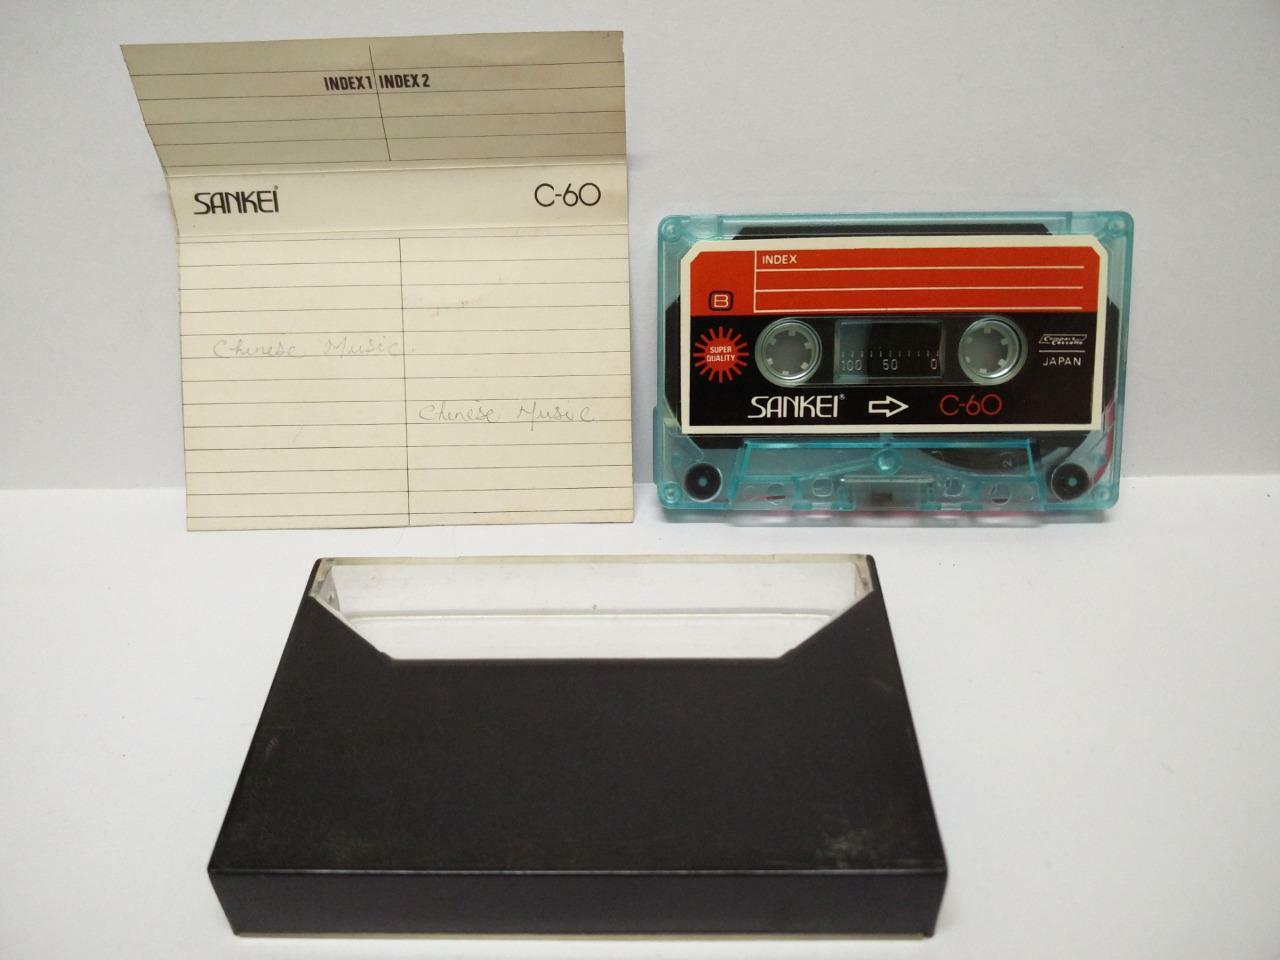 INDEX 1 INDEX 2
SANKEI C-60
Chinese Music.
Chinese Music
INDEX
B
SUPER
QUALITY
100 50 0
Compact
Cassette
JAPAN
SANKEI® C-60
2